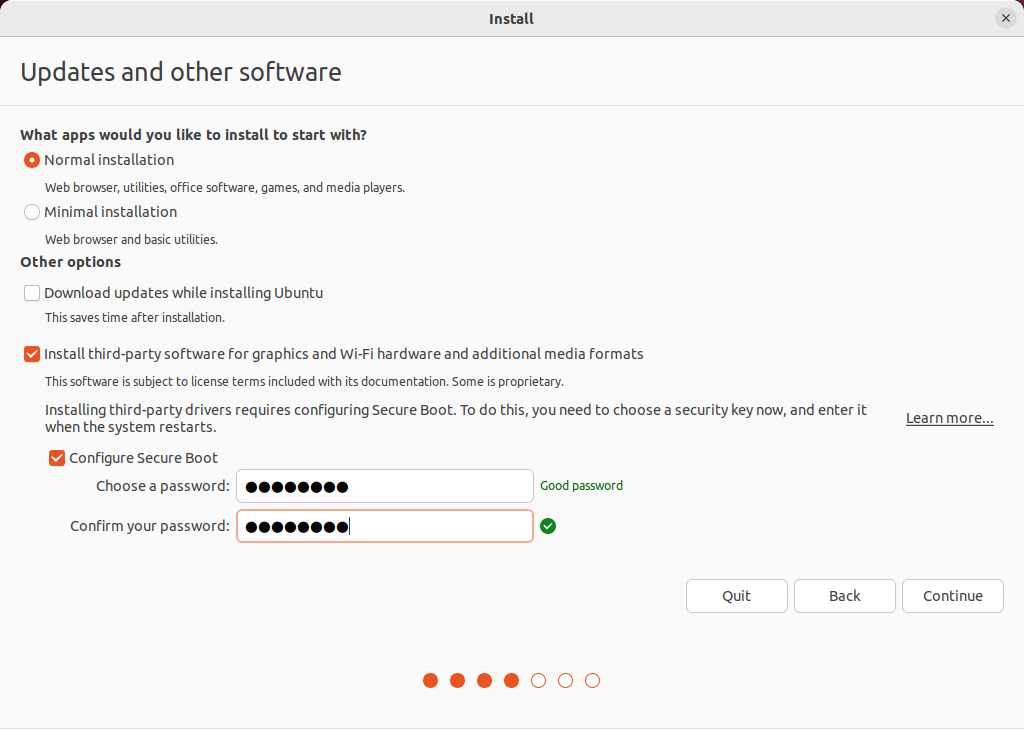 Install
Updates and other software
What apps would you like to install to start with?
Normal installation
Web browser, utilities, office software, games, and media players.
Minimal installation
Web browser and basic utilities.
Other options
Download updates while installing Ubuntu
This saves time after installation.
Install third-party software for graphics and Wi-Fi hardware and additional media formats
This software is subject to license terms included with its documentation. Some is proprietary.
Installing third-party drivers requires configuring Secure Boot. To do this, you need to choose a security key now, and enter it
when the system restarts.
Learn more...
Configure Secure Boot
Choose a password: ●●●●●●●● Good password
Confirm your password: ●●●●●●●●
Quit Back Continue